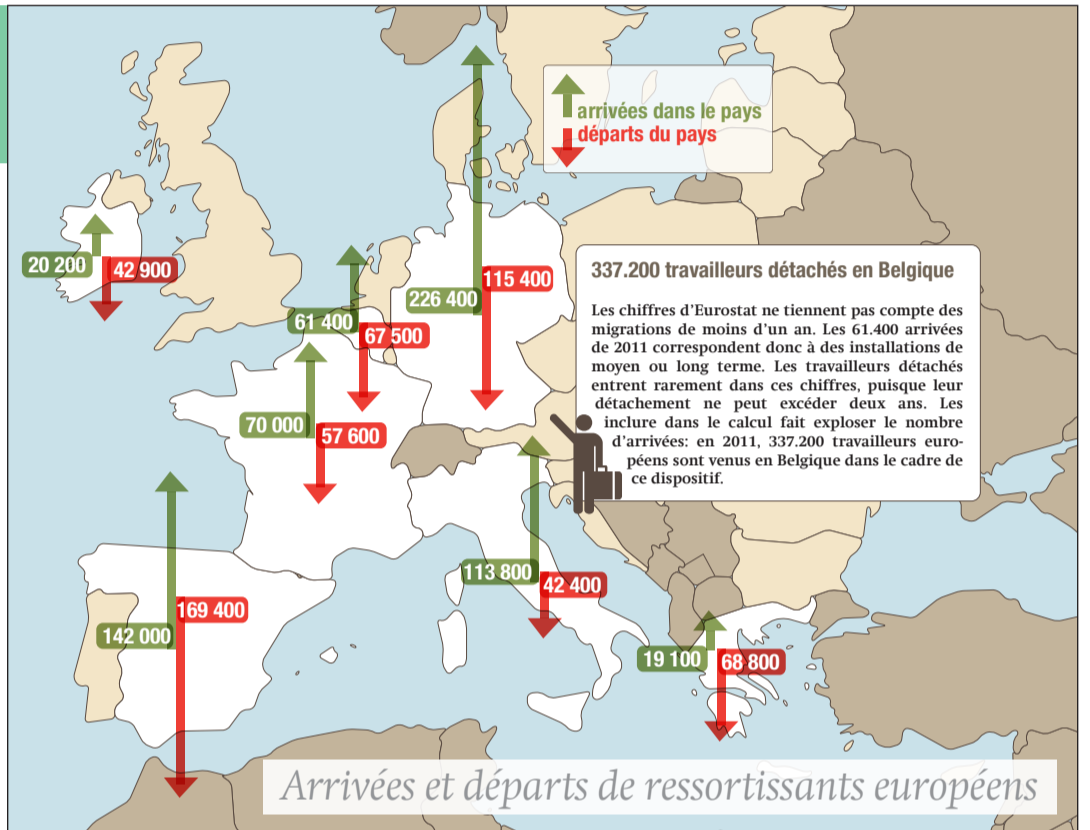 arrivées dans le pays
départs du pays
20 200
42 900
61 400
67 500
226 400
115 400
70 000
57 600
142 000
169 400
113 800
42 400
19 100
68 800
337.200 travailleurs détachés en Belgique
Les chiffres d’Eurostat ne tiennent pas compte des
migrations de moins d’un an. Les 61.400 arrivées
de 2011 correspondent donc à des installations de
moyen ou long terme. Les travailleurs détachés
entrent rarement dans ces chiffres, puisque leur
détachement ne peut excéder deux ans. Les
inclure dans le calcul fait exploser le nombre
d’arrivées: en 2011, 337.200 travailleurs euro-
péens sont venus en Belgique dans le cadre de
ce dispositif.
Arrivées et départs de ressortissants européens